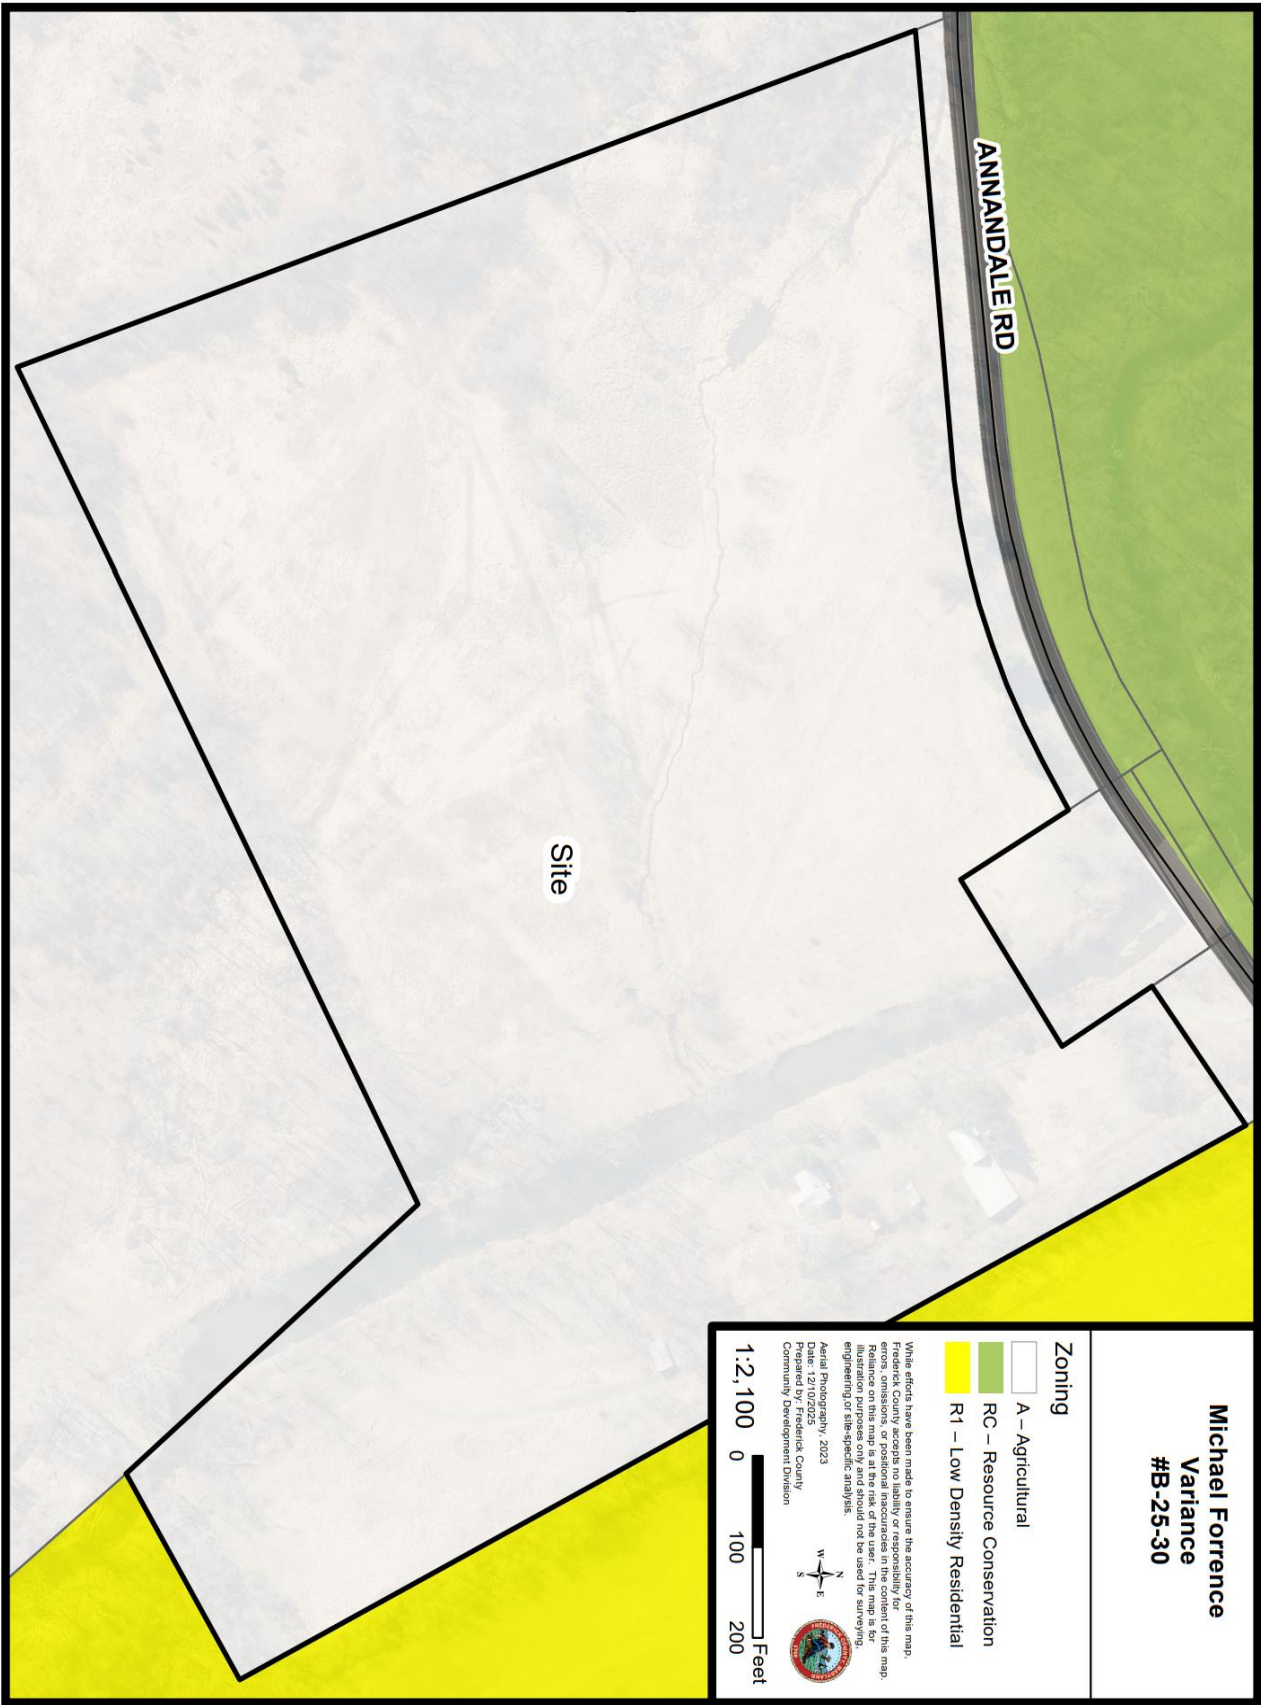 ANNANDALE RD
Site
Michael Forrence
Variance
#B-25-30
Zoning
A – Agricultural
RC – Resource Conservation
R1 – Low Density Residential
While efforts have been made to ensure the accuracy of this map,
Frederick County accepts no liability or responsibility for
errors, omissions, or positional inaccuracies in the content of this map.
Reliance on this map is at the risk of the user. This map is for
illustration purposes only and should not be used for surveying,
engineering,or site-specific analysis.
Aerial Photography, 2023
Date: 12/10/2025
Prepared by: Frederick County
Community Development Division
N
W
E
S
1:2,100
0 100 200
Feet